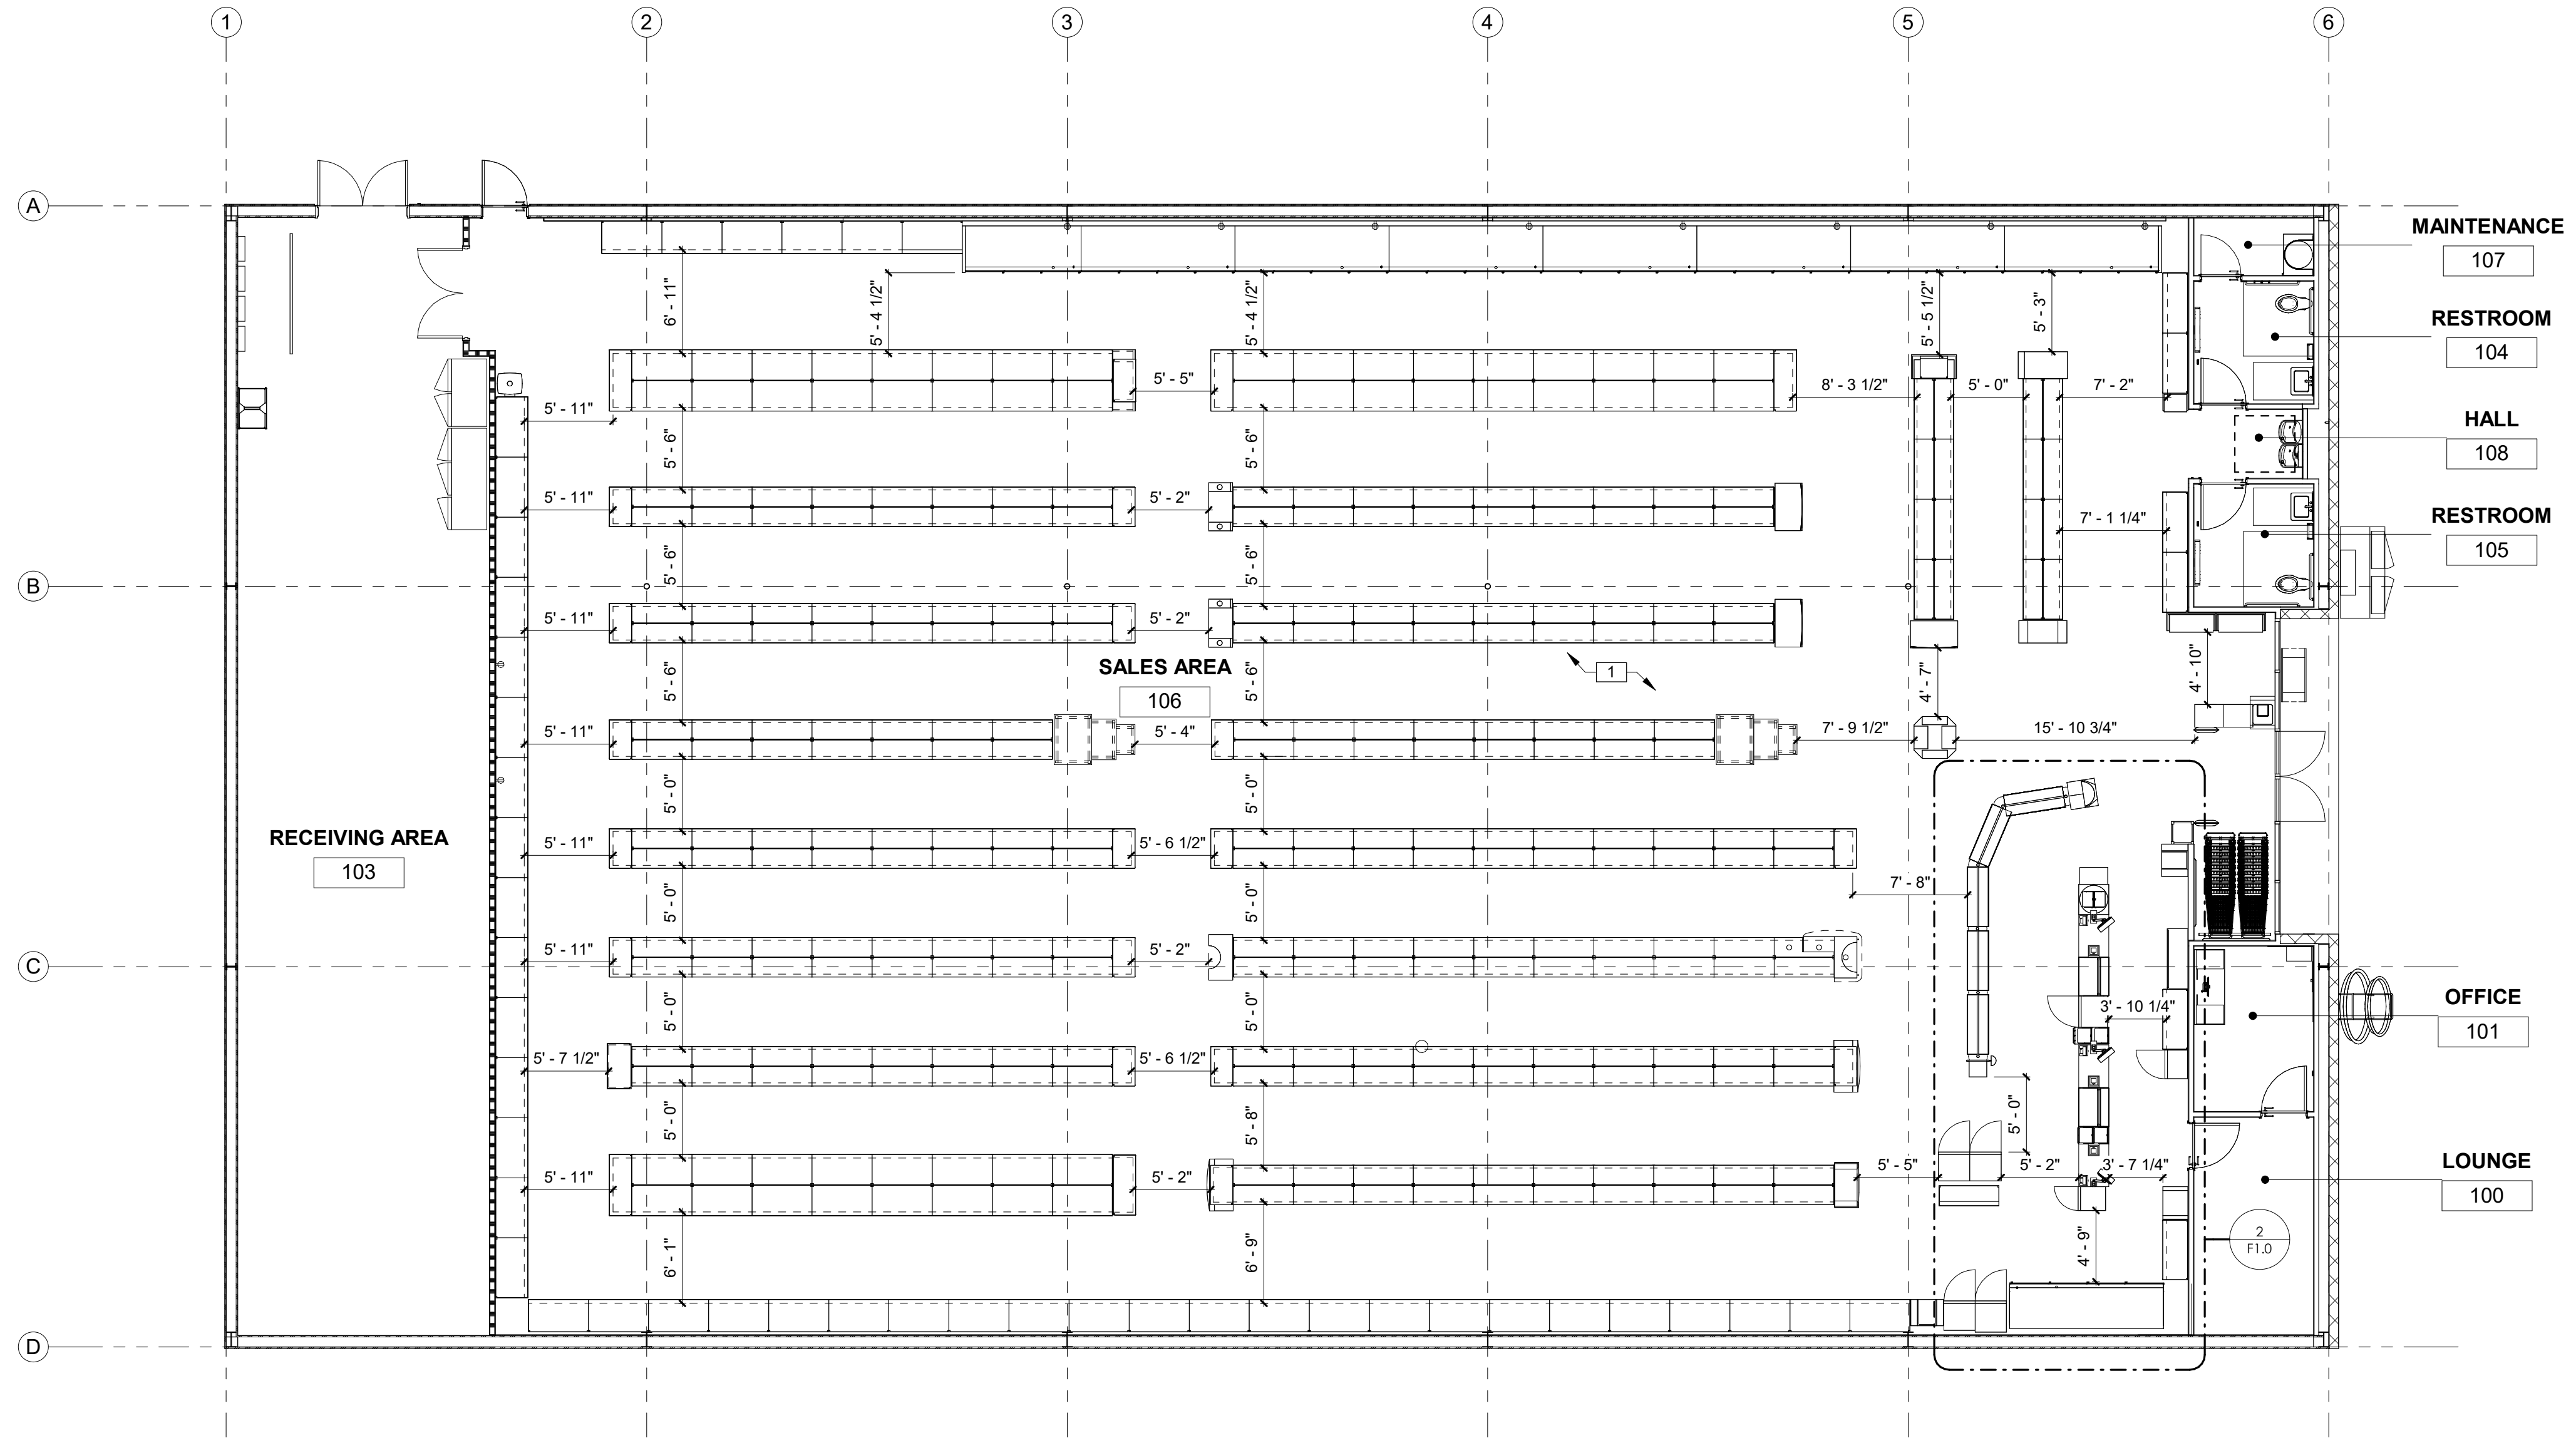 1
2
3
4
5
6
A
MAINTENANCE
107
6' - 11"
5' - 4 1/2"
5' - 4 1/2"
5' - 5 1/2"
5' - 3"
RESTROOM
104
5' - 5"
8' - 3 1/2"
5' - 0"
7' - 2"
5' - 11"
HALL
108
5' - 6"
5' - 6"
5' - 11"
5' - 2"
7' - 1 1/4"
RESTROOM
105
B
5' - 6"
5' - 6"
5' - 11"
5' - 2"
SALES AREA
106
1
5' - 6"
5' - 6"
4' - 7"
4' - 10"
5' - 11"
5' - 4"
7' - 9 1/2"
15' - 10 3/4"
5' - 0"
5' - 0"
RECEIVING AREA
103
5' - 11"
5' - 6 1/2"
7' - 8"
5' - 0"
5' - 0"
C
5' - 11"
5' - 2"
5' - 0"
5' - 0"
3' - 10 1/4"
OFFICE
101
5' - 7 1/2"
5' - 6 1/2"
5' - 0"
5' - 8"
5' - 0"
5' - 11"
5' - 2"
5' - 5"
5' - 2"
3' - 7 1/4"
LOUNGE
100
6' - 1"
6' - 9"
4' - 9"
2
F1.0
D